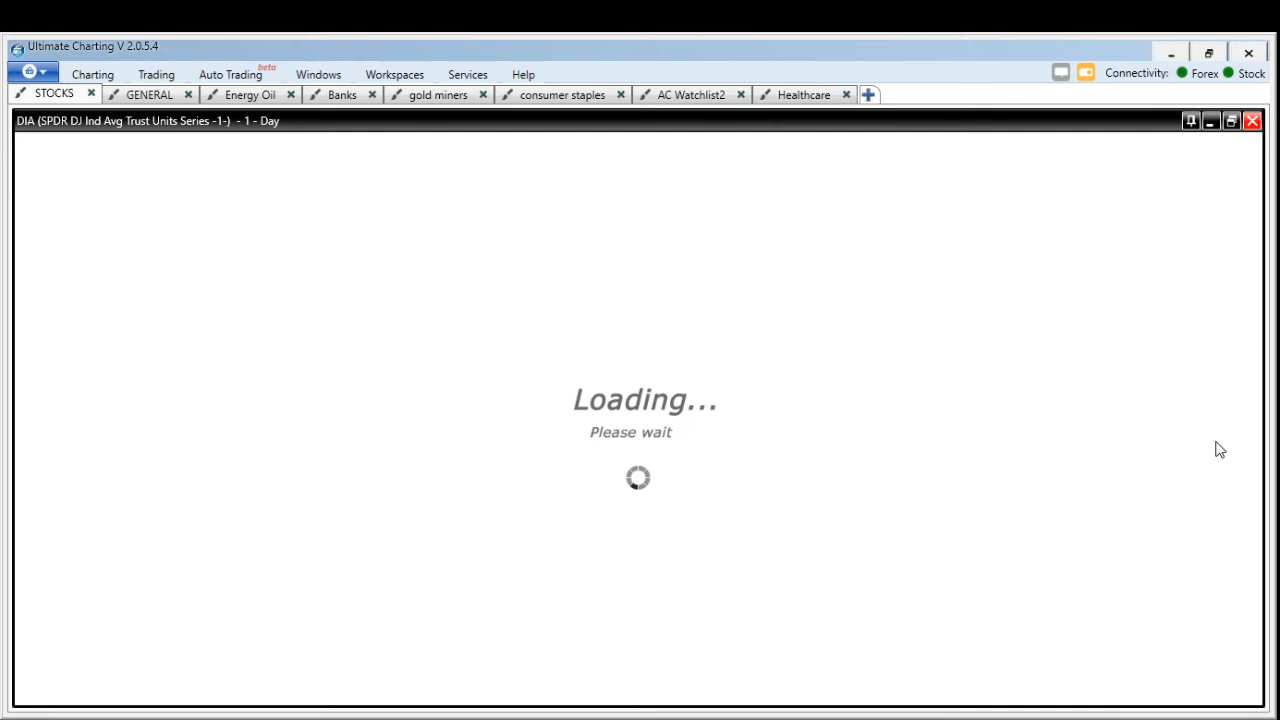 Ultimate Charting V 2.0.5.4
beta
Charting Trading Auto Trading Windows Workspaces Services Help Connectivity: Forex Stock
STOCKS GENERAL Energy Oil Banks gold miners consumer staples AC Watchlist2 Healthcare
DIA (SPDR DJ Ind Avg Trust Units Series -1-) - 1 - Day
Loading...
Please wait